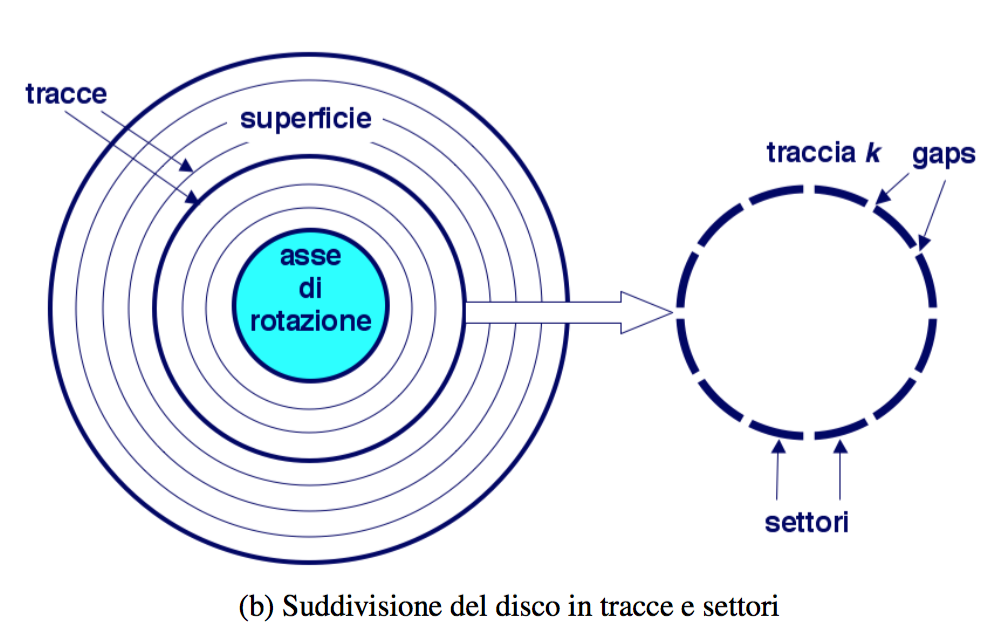 tracce
superficie
asse
di
rotazione
traccia k
gaps
settori
(b) Suddivisione del disco in tracce e settori